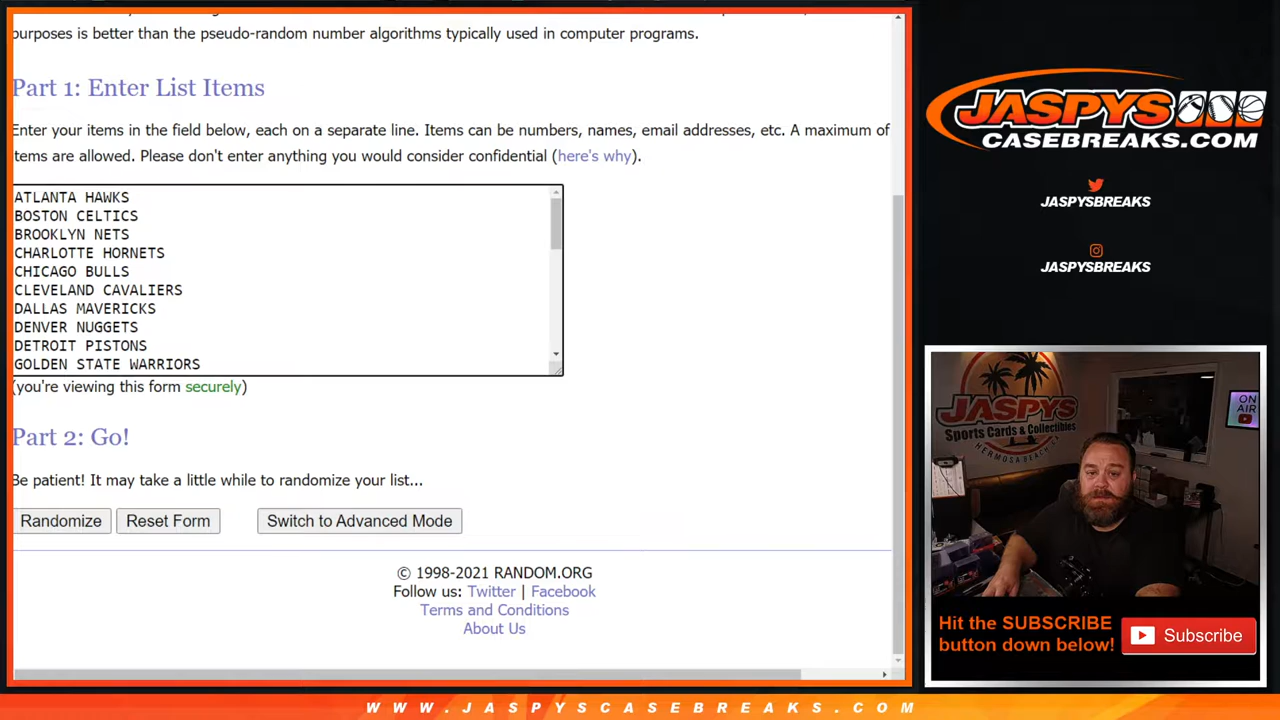 purposes is better than the pseudo-random number algorithms typically used in computer programs.
Part 1: Enter List Items
Enter your items in the field below, each on a separate line. Items can be numbers, names, email addresses, etc. A maximum of
items are allowed. Please don't enter anything you would consider confidential (here's why).
ATLANTA HAWKS
BOSTON CELTICS
BROOKLYN NETS
CHARLOTTE HORNETS
CHICAGO BULLS
CLEVELAND CAVALIERS
DALLAS MAVERICKS
DENVER NUGGETS
DETROIT PISTONS
GOLDEN STATE WARRIORS
(you're viewing this form securely)
Part 2: Go!
Be patient! It may take a little while to randomize your list...
Randomize Reset Form Switch to Advanced Mode
© 1998-2021 RANDOM.ORG
Follow us: Twitter | Facebook
Terms and Conditions
About Us
JASPYS
CASEBREAKS.COM
JASPYSBREAKS
JASPYSBREAKS
JASPYS
Sports Cards & Collectibles
HERMOSA BEACH, CA
ON
AIR
Hit the SUBSCRIBE
button down below!
Subscribe
WWW.JASPYSCASEBREAKS.COM